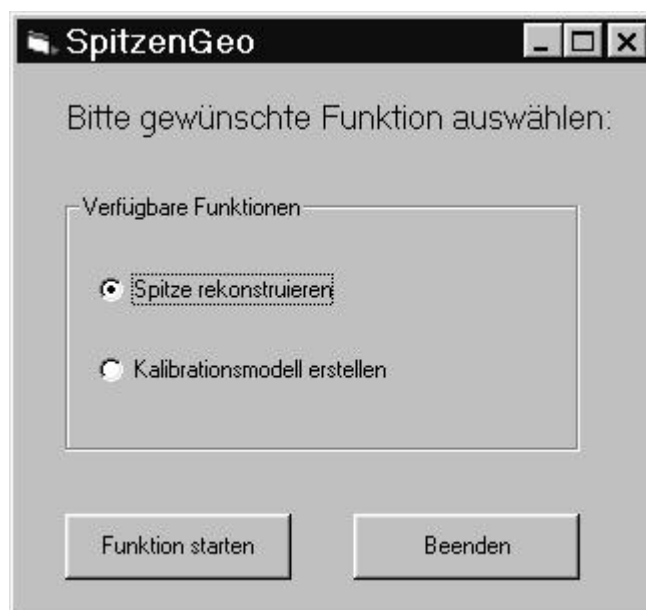 SpitzenGeo
Bitte gewünschte Funktion auswählen:
Verfügbare Funktionen
Spitze rekonstruieren
Kalibrationsmodell erstellen
Funktion starten
Beenden